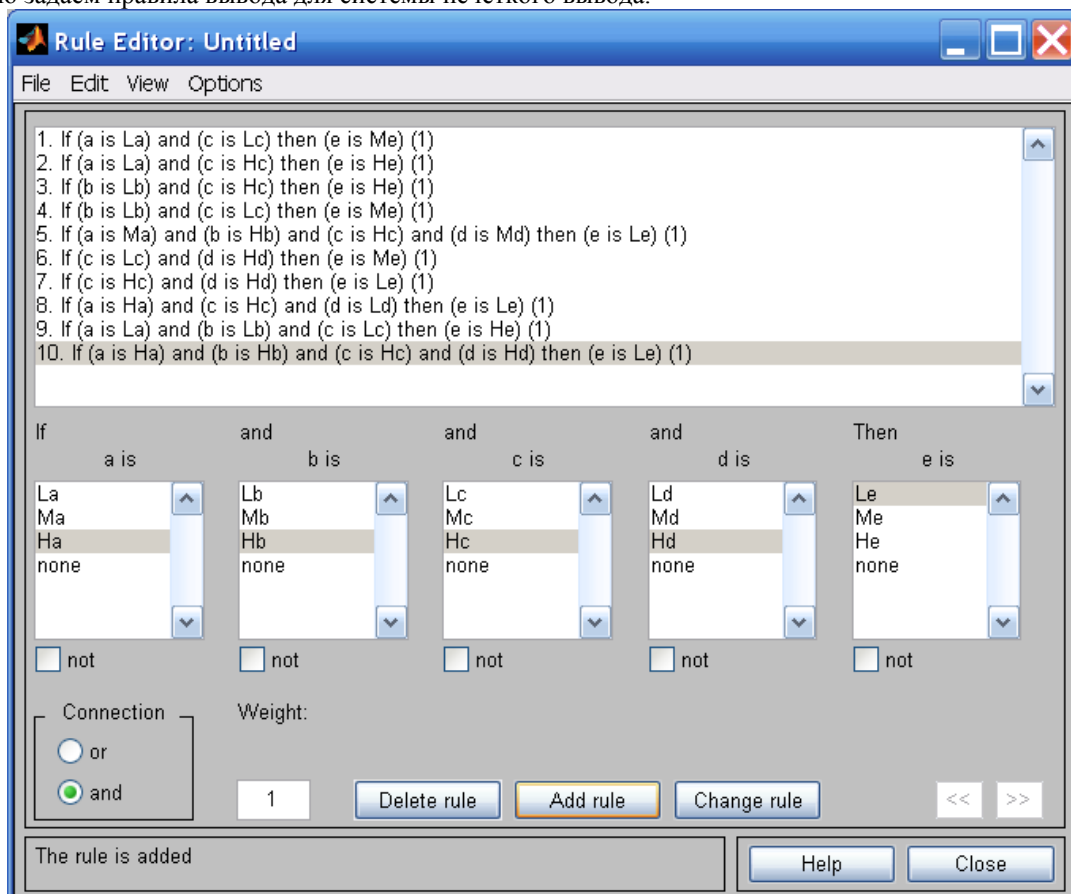 но задаем правила вывода для системы нечеткого вывода.
Rule Editor: Untitled
File Edit View Options
1. If (a is La) and (c is Lc) then (e is Me) (1)
2. If (a is La) and (c is Hc) then (e is He) (1)
3. If (b is Lb) and (c is Hc) then (e is He) (1)
4. If (b is Lb) and (c is Lc) then (e is Me) (1)
5. If (a is Ma) and (b is Hb) and (c is Hc) and (d is Md) then (e is Le) (1)
6. If (c is Lc) and (d is Hd) then (e is Me) (1)
7. If (c is Hc) and (d is Hd) then (e is Le) (1)
8. If (a is Ha) and (c is Hc) and (d is Ld) then (e is Le) (1)
9. If (a is La) and (b is Lb) and (c is Lc) then (e is He) (1)
10. If (a is Ha) and (b is Hb) and (c is Hc) and (d is Hd) then (e is Le) (1)
If and and and Then
a is b is c is d is e is
La Lb Lc Ld Le
Ma Mb Mc Md Me
Ha Hb Hc Hd He
none none none none none
not not not not not
Connection Weight:
or
and 1 Delete rule Add rule Change rule << >>
The rule is added Help Close